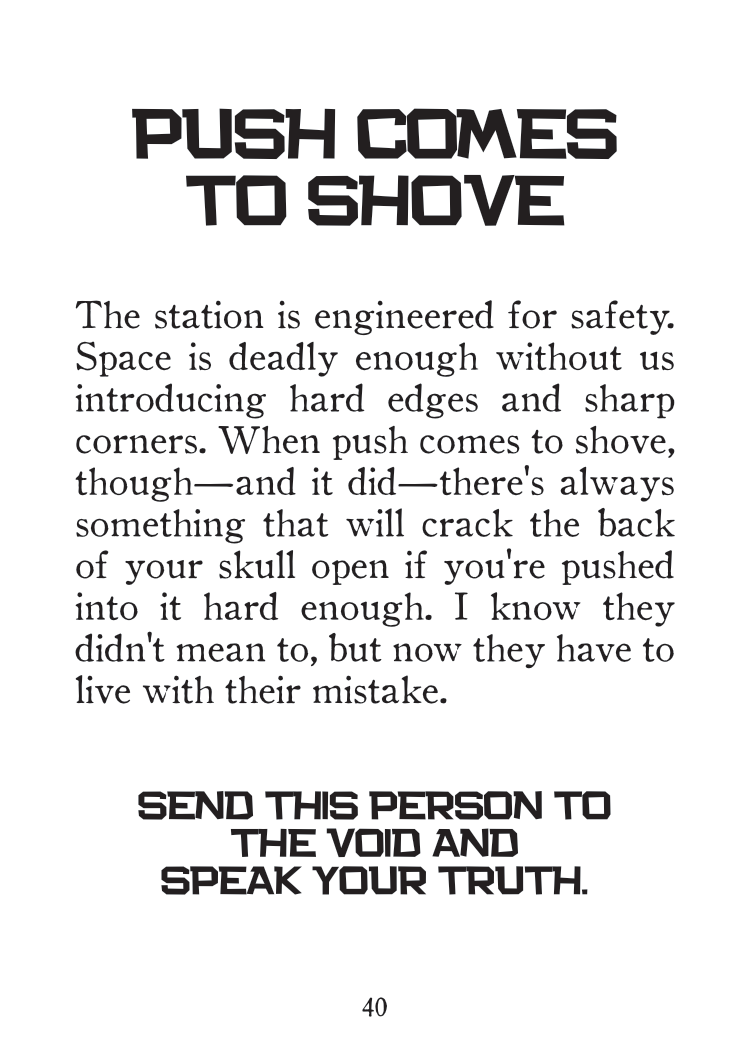 PUSH COMES
TO SHOVE
The station is engineered for safety.
Space is deadly enough without us
introducing hard edges and sharp
corners. When push comes to shove,
though—and it did—there's always
something that will crack the back
of your skull open if you're pushed
into it hard enough. I know they
didn't mean to, but now they have to
live with their mistake.
SEND THIS PERSON TO
THE VOID AND
SPEAK YOUR TRUTH.
40